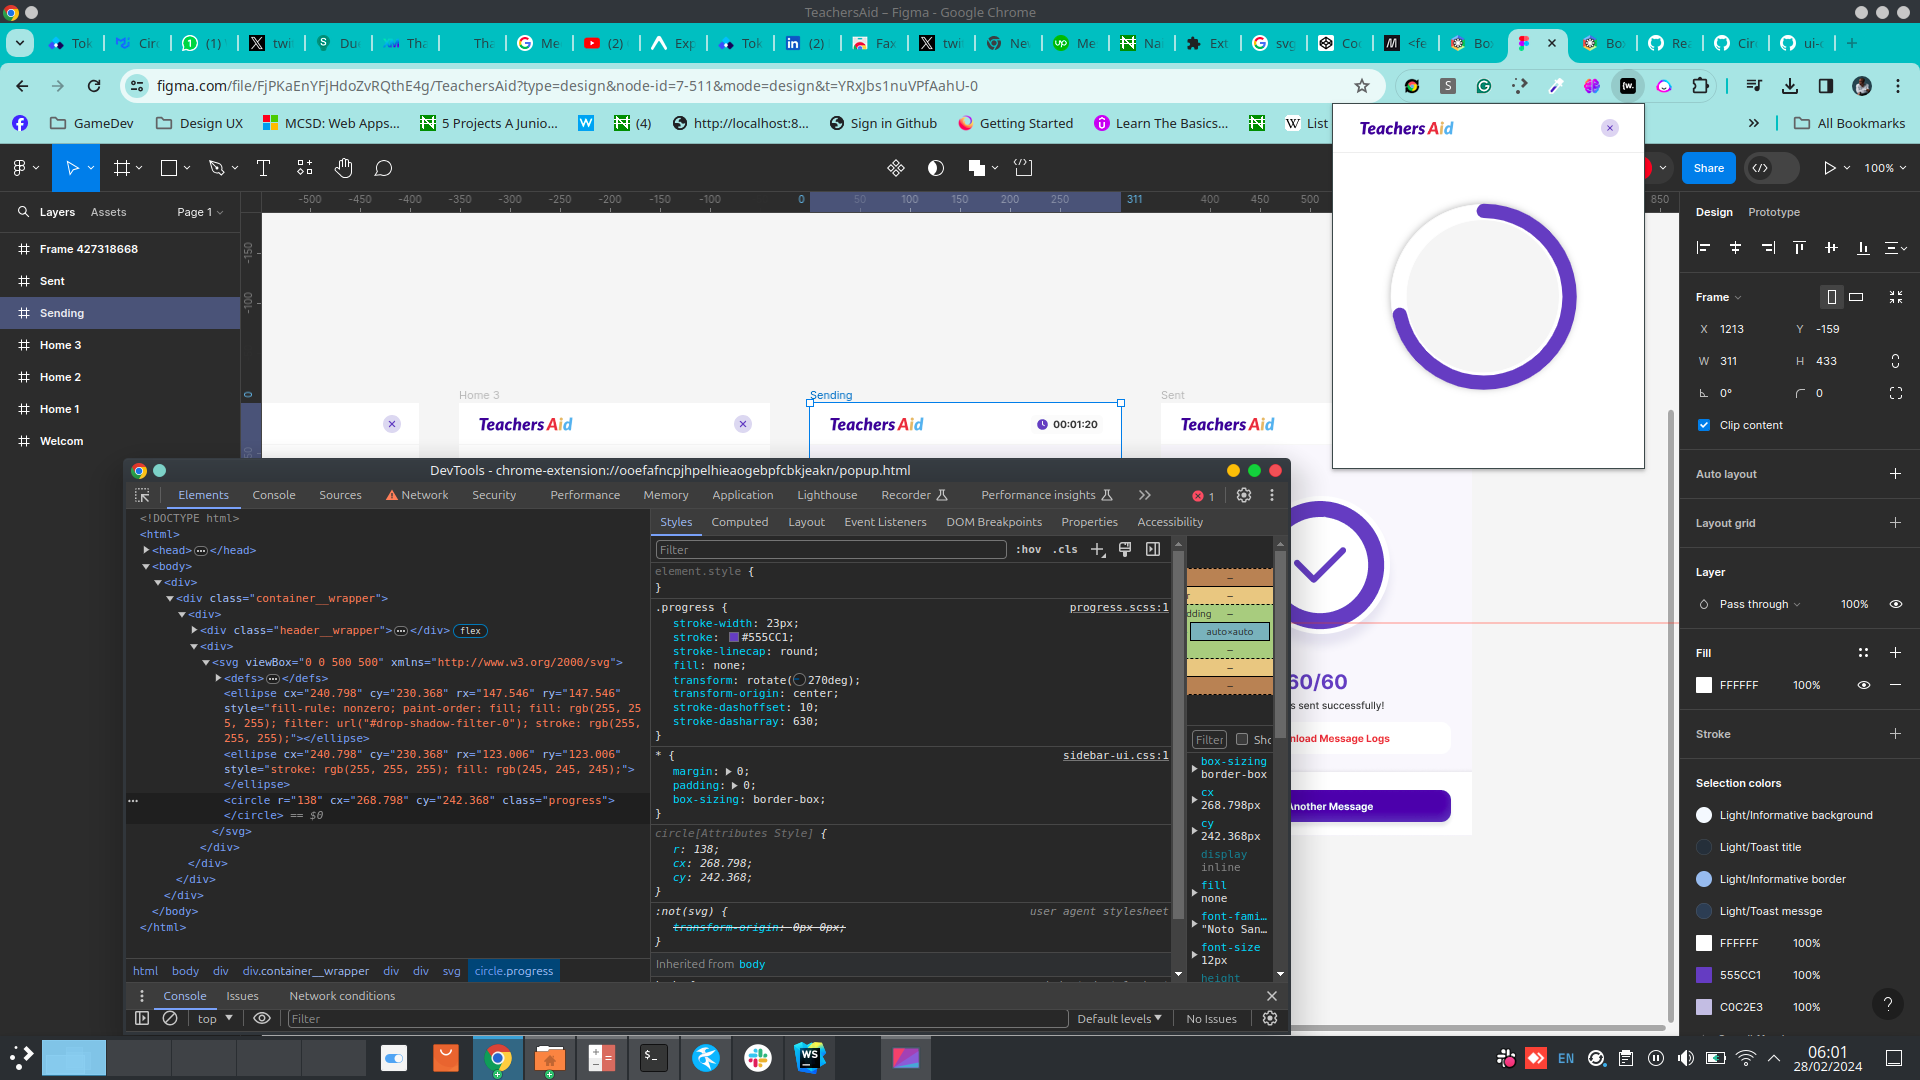 TeachersAid – Figma - Google Chrome
Tok
Circ
(1)
twit
Due
Tha
Tha
Me
(2)
Exp
Tok
(2)
Fax
twit
Nev
Me
Nai
Ext
svg
Coc
<fe
Box
Box
Rea
Circ
ui-c
figma.com/file/FjPKaEnYFjHdoZvRQthE4g/TeachersAid?type=design&node-id=7-511&mode=design&t=YRxJbs1nuVPfAahU-0
GameDev
Design UX
MCSD: Web Apps...
5 Projects A Junio...
(4)
http://localhost:8...
Sign in Github
Getting Started
Learn The Basics...
List
All Bookmarks
Teachers Aid
Share
100%
Layers
Assets
Page 1
-500 -450 -400 -350 -300 -250 -200 -150 -100 0 50 100 150 200 250 311 400 450 500 850
-150
-100
0
50
Frame 427318668
Sent
Sending
Home 3
Home 2
Home 1
Welcom
Home 3
Sending
Sent
Teachers Aid
Teachers Aid
00:01:20
Teachers Aid
60/60
s sent successfully!
nload Message Logs
Another Message
Design
Prototype
Frame
X 1213
Y -159
W 311
H 433
0°
0
Clip content
Auto layout
Layout grid
Layer
Pass through
100%
Fill
FFFFFF 100%
Stroke
Selection colors
Light/Informative background
Light/Toast title
Light/Informative border
Light/Toast messge
FFFFFF 100%
555CC1 100%
C0C2E3 100%
?
DevTools - chrome-extension://ooefafncpjhpelhieaogebpfcbkjeakn/popup.html
Elements
Console
Sources
Network
Security
Performance
Memory
Application
Lighthouse
Recorder
Performance insights
1
<!DOCTYPE html>
<html>
<head>…</head>
<body>
<div>
<div class="container__wrapper">
<div>
<div class="header__wrapper">…</div> flex
<div>
<svg viewBox="0 0 500 500" xmlns="http://www.w3.org/2000/svg">
<defs>…</defs>
<ellipse cx="240.798" cy="230.368" rx="147.546" ry="147.546"
style="fill-rule: nonzero; paint-order: fill; fill: rgb(255, 25
5, 255); filter: url("#drop-shadow-filter-0"); stroke: rgb(255,
255, 255);"></ellipse>
<ellipse cx="240.798" cy="230.368" rx="123.006" ry="123.006"
style="stroke: rgb(255, 255, 255); fill: rgb(245, 245, 245);">
</ellipse>
<circle r="138" cx="268.798" cy="242.368" class="progress">
</circle> == $0
</svg>
</div>
</div>
</div>
</div>
</body>
</html>
html body div div.container__wrapper div div svg circle.progress
Styles
Computed
Layout
Event Listeners
DOM Breakpoints
Properties
Accessibility
Filter
:hov .cls
element.style {
}
.progress { progress.scss:1
stroke-width: 23px;
stroke: #555CC1;
stroke-linecap: round;
fill: none;
transform: rotate(270deg);
transform-origin: center;
stroke-dashoffset: 10;
stroke-dasharray: 630;
}
* { sidebar-ui.css:1
margin: 0;
padding: 0;
box-sizing: border-box;
}
circle[Attributes Style] {
r: 138;
cx: 268.798;
cy: 242.368;
}
:not(svg) { user agent stylesheet
transform-origin: 0px 0px;
}
Inherited from body
–
r –
dding –
auto×auto
–
–
–
Filter
Sho
box-sizing
border-box
cx
268.798px
cy
242.368px
display
inline
fill
none
font-fami…
"Noto San…
font-size
12px
height
Console
Issues
Network conditions
top
Filter
Default levels
No Issues
WS
EN
06:01
28/02/2024